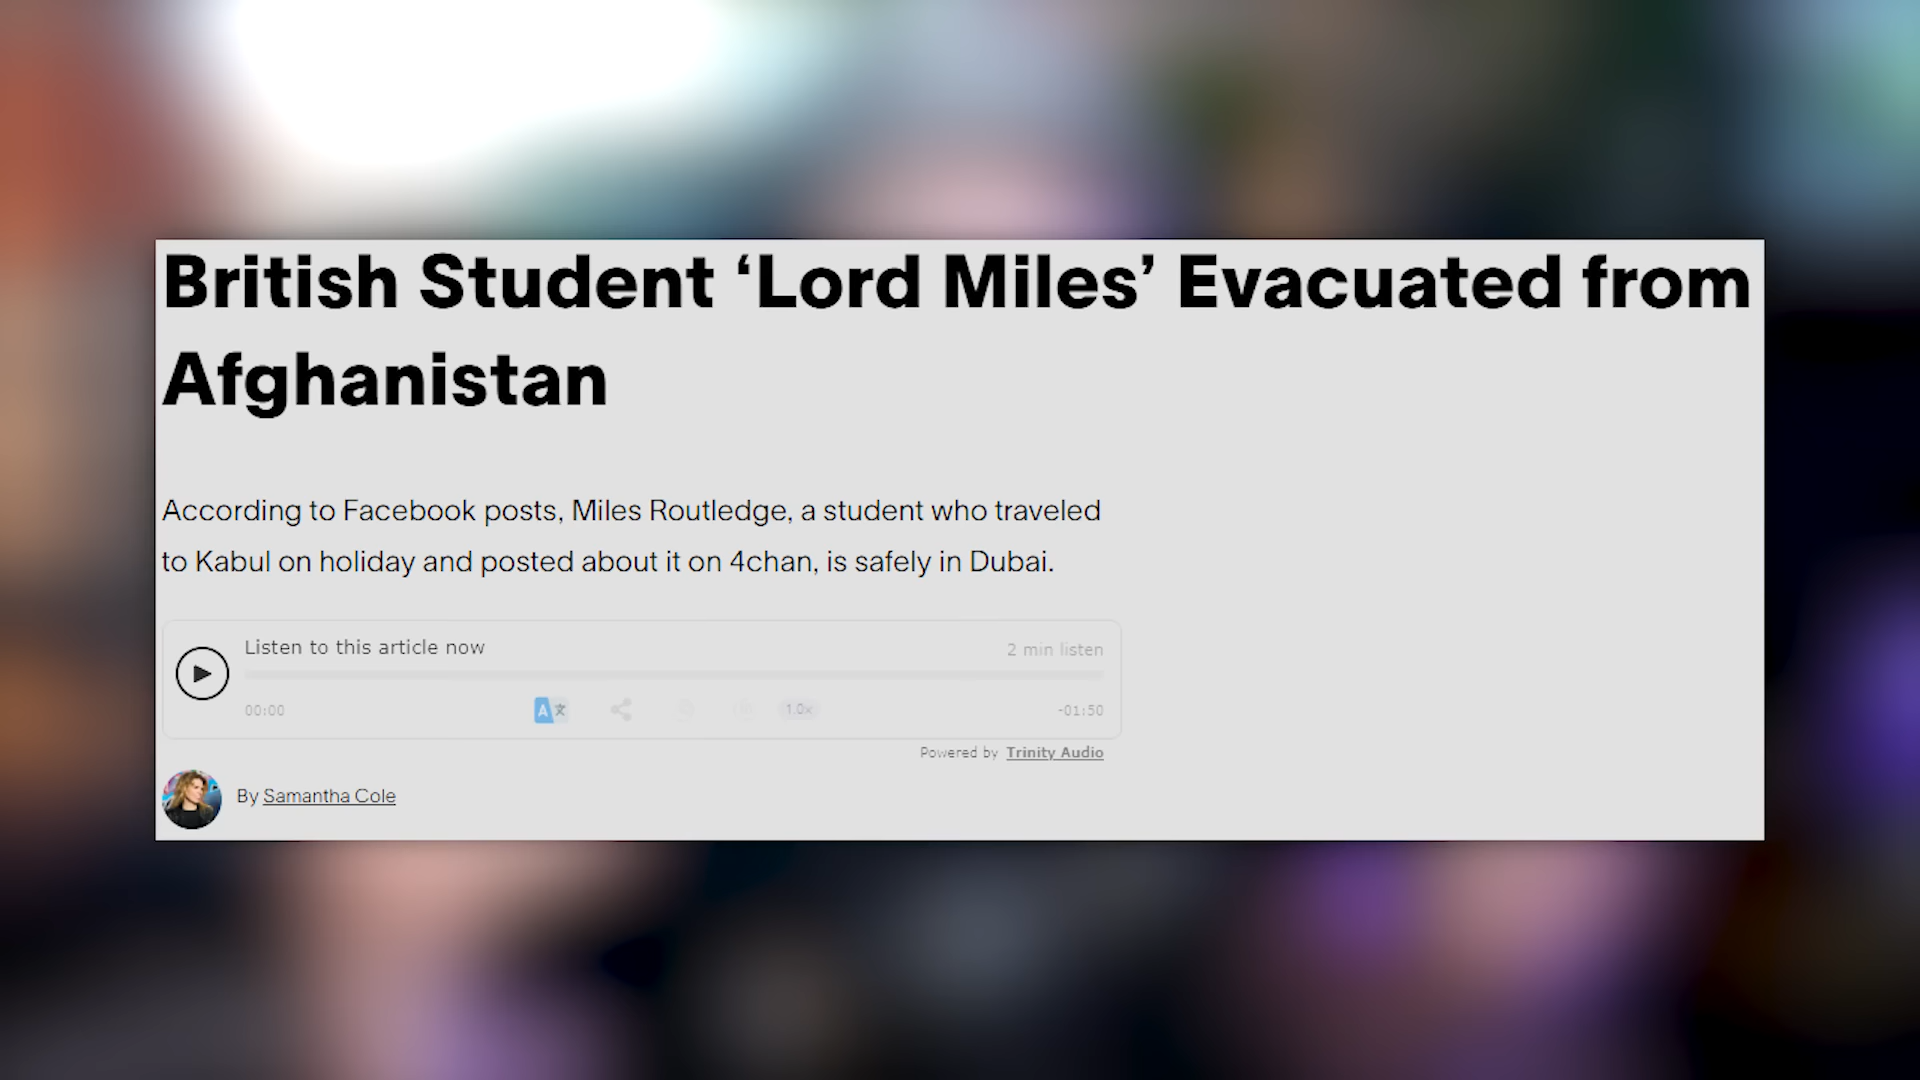 British Student ‘Lord Miles’ Evacuated from
Afghanistan
According to Facebook posts, Miles Routledge, a student who traveled
to Kabul on holiday and posted about it on 4chan, is safely in Dubai.
Listen to this article now
2 min listen
00:00
A 文
1.0x
-01:50
Powered by Trinity Audio
By Samantha Cole